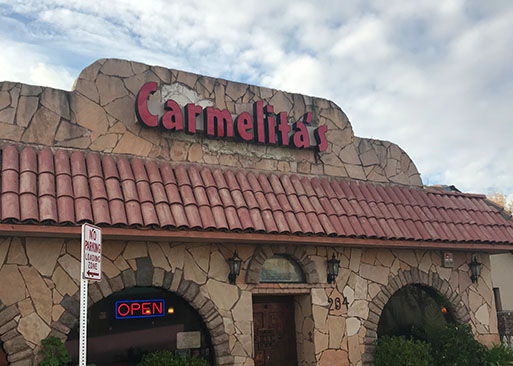 Carmelita's
NO
PARKING
LOADING
ZONE
OPEN
284